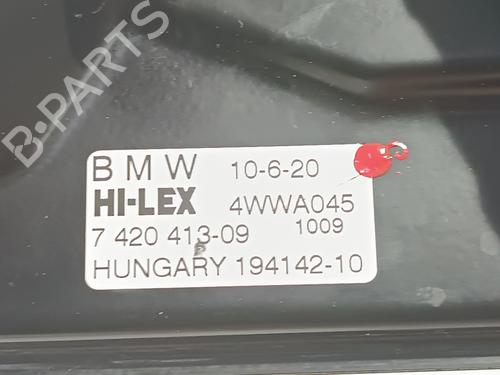 B-PARTS
BMW 10-6-20
HI-LEX 4WWA045
7 420 413-09 1009
HUNGARY 194142-10